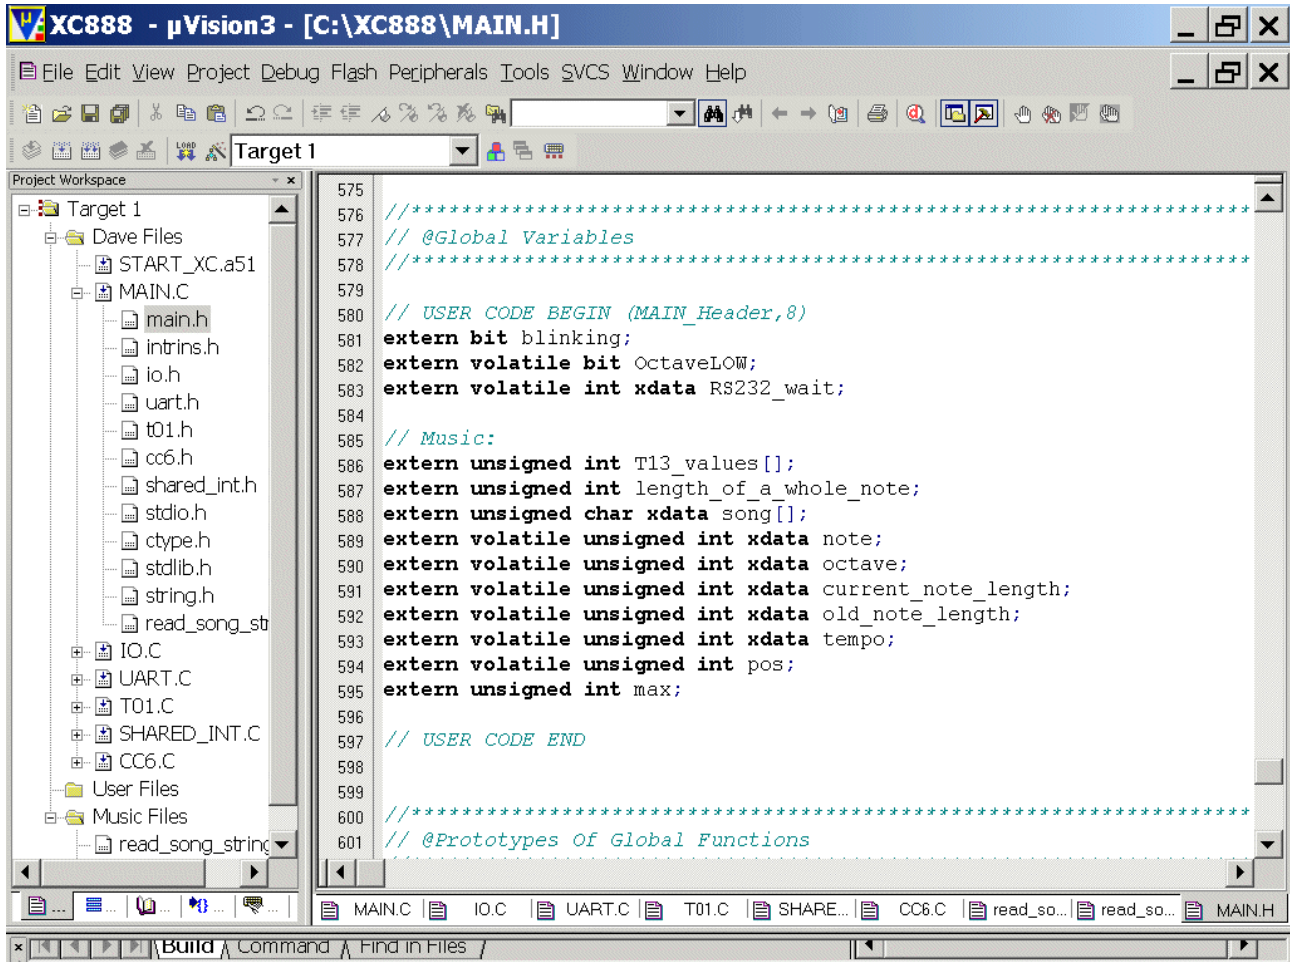 XC888 - µVision3 - [C:\XC888\MAIN.H]
File Edit View Project Debug Flash Peripherals Tools SVCS Window Help
LOAD Target 1
Project Workspace
Target 1
Dave Files
START_XC.a51
MAIN.C
main.h
intrins.h
io.h
uart.h
t01.h
cc6.h
shared_int.h
stdio.h
ctype.h
stdlib.h
string.h
read_song_str
IO.C
UART.C
T01.C
SHARED_INT.C
CC6.C
User Files
Music Files
read_song_string
575
576 //*******************************************************************
577 // @Global Variables
578 //*******************************************************************
579
580 // USER CODE BEGIN (MAIN_Header,8)
581 extern bit blinking;
582 extern volatile bit OctaveLOW;
583 extern volatile int xdata RS232_wait;
584
585 // Music:
586 extern unsigned int T13_values[];
587 extern unsigned int length_of_a_whole_note;
588 extern unsigned char xdata song[];
589 extern volatile unsigned int xdata note;
590 extern volatile unsigned int xdata octave;
591 extern volatile unsigned int xdata current_note_length;
592 extern volatile unsigned int xdata old_note_length;
593 extern volatile unsigned int xdata tempo;
594 extern volatile unsigned int pos;
595 extern unsigned int max;
596
597 // USER CODE END
598
599
600 //*******************************************************************
601 // @Prototypes Of Global Functions
... ... ... ... ...
MAIN.C IO.C UART.C T01.C SHARE... CC6.C read_so... read_so... MAIN.H
Build Command Find in Files